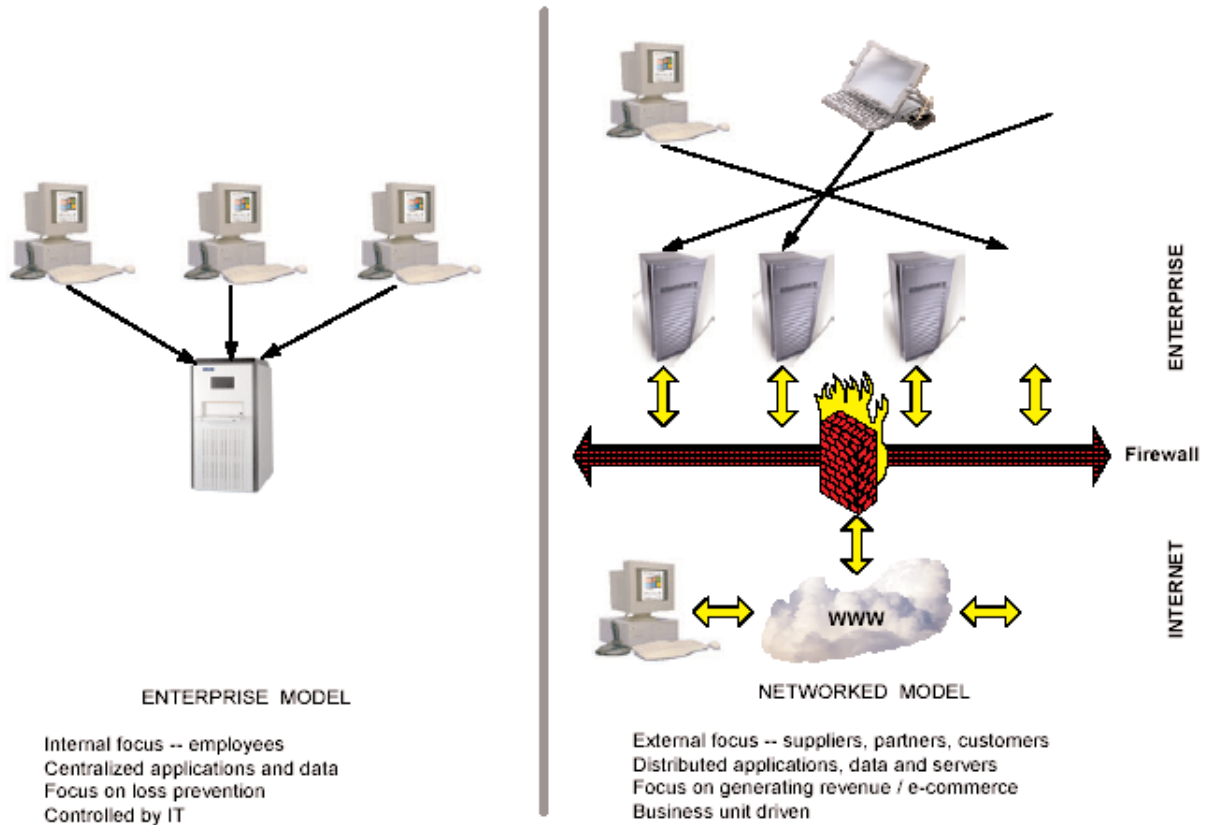 ENTERPRISE
Firewall
INTERNET
WWW
ENTERPRISE MODEL
Internal focus -- employees
Centralized applications and data
Focus on loss prevention
Controlled by IT
NETWORKED MODEL
External focus -- suppliers, partners, customers
Distributed applications, data and servers
Focus on generating revenue / e-commerce
Business unit driven